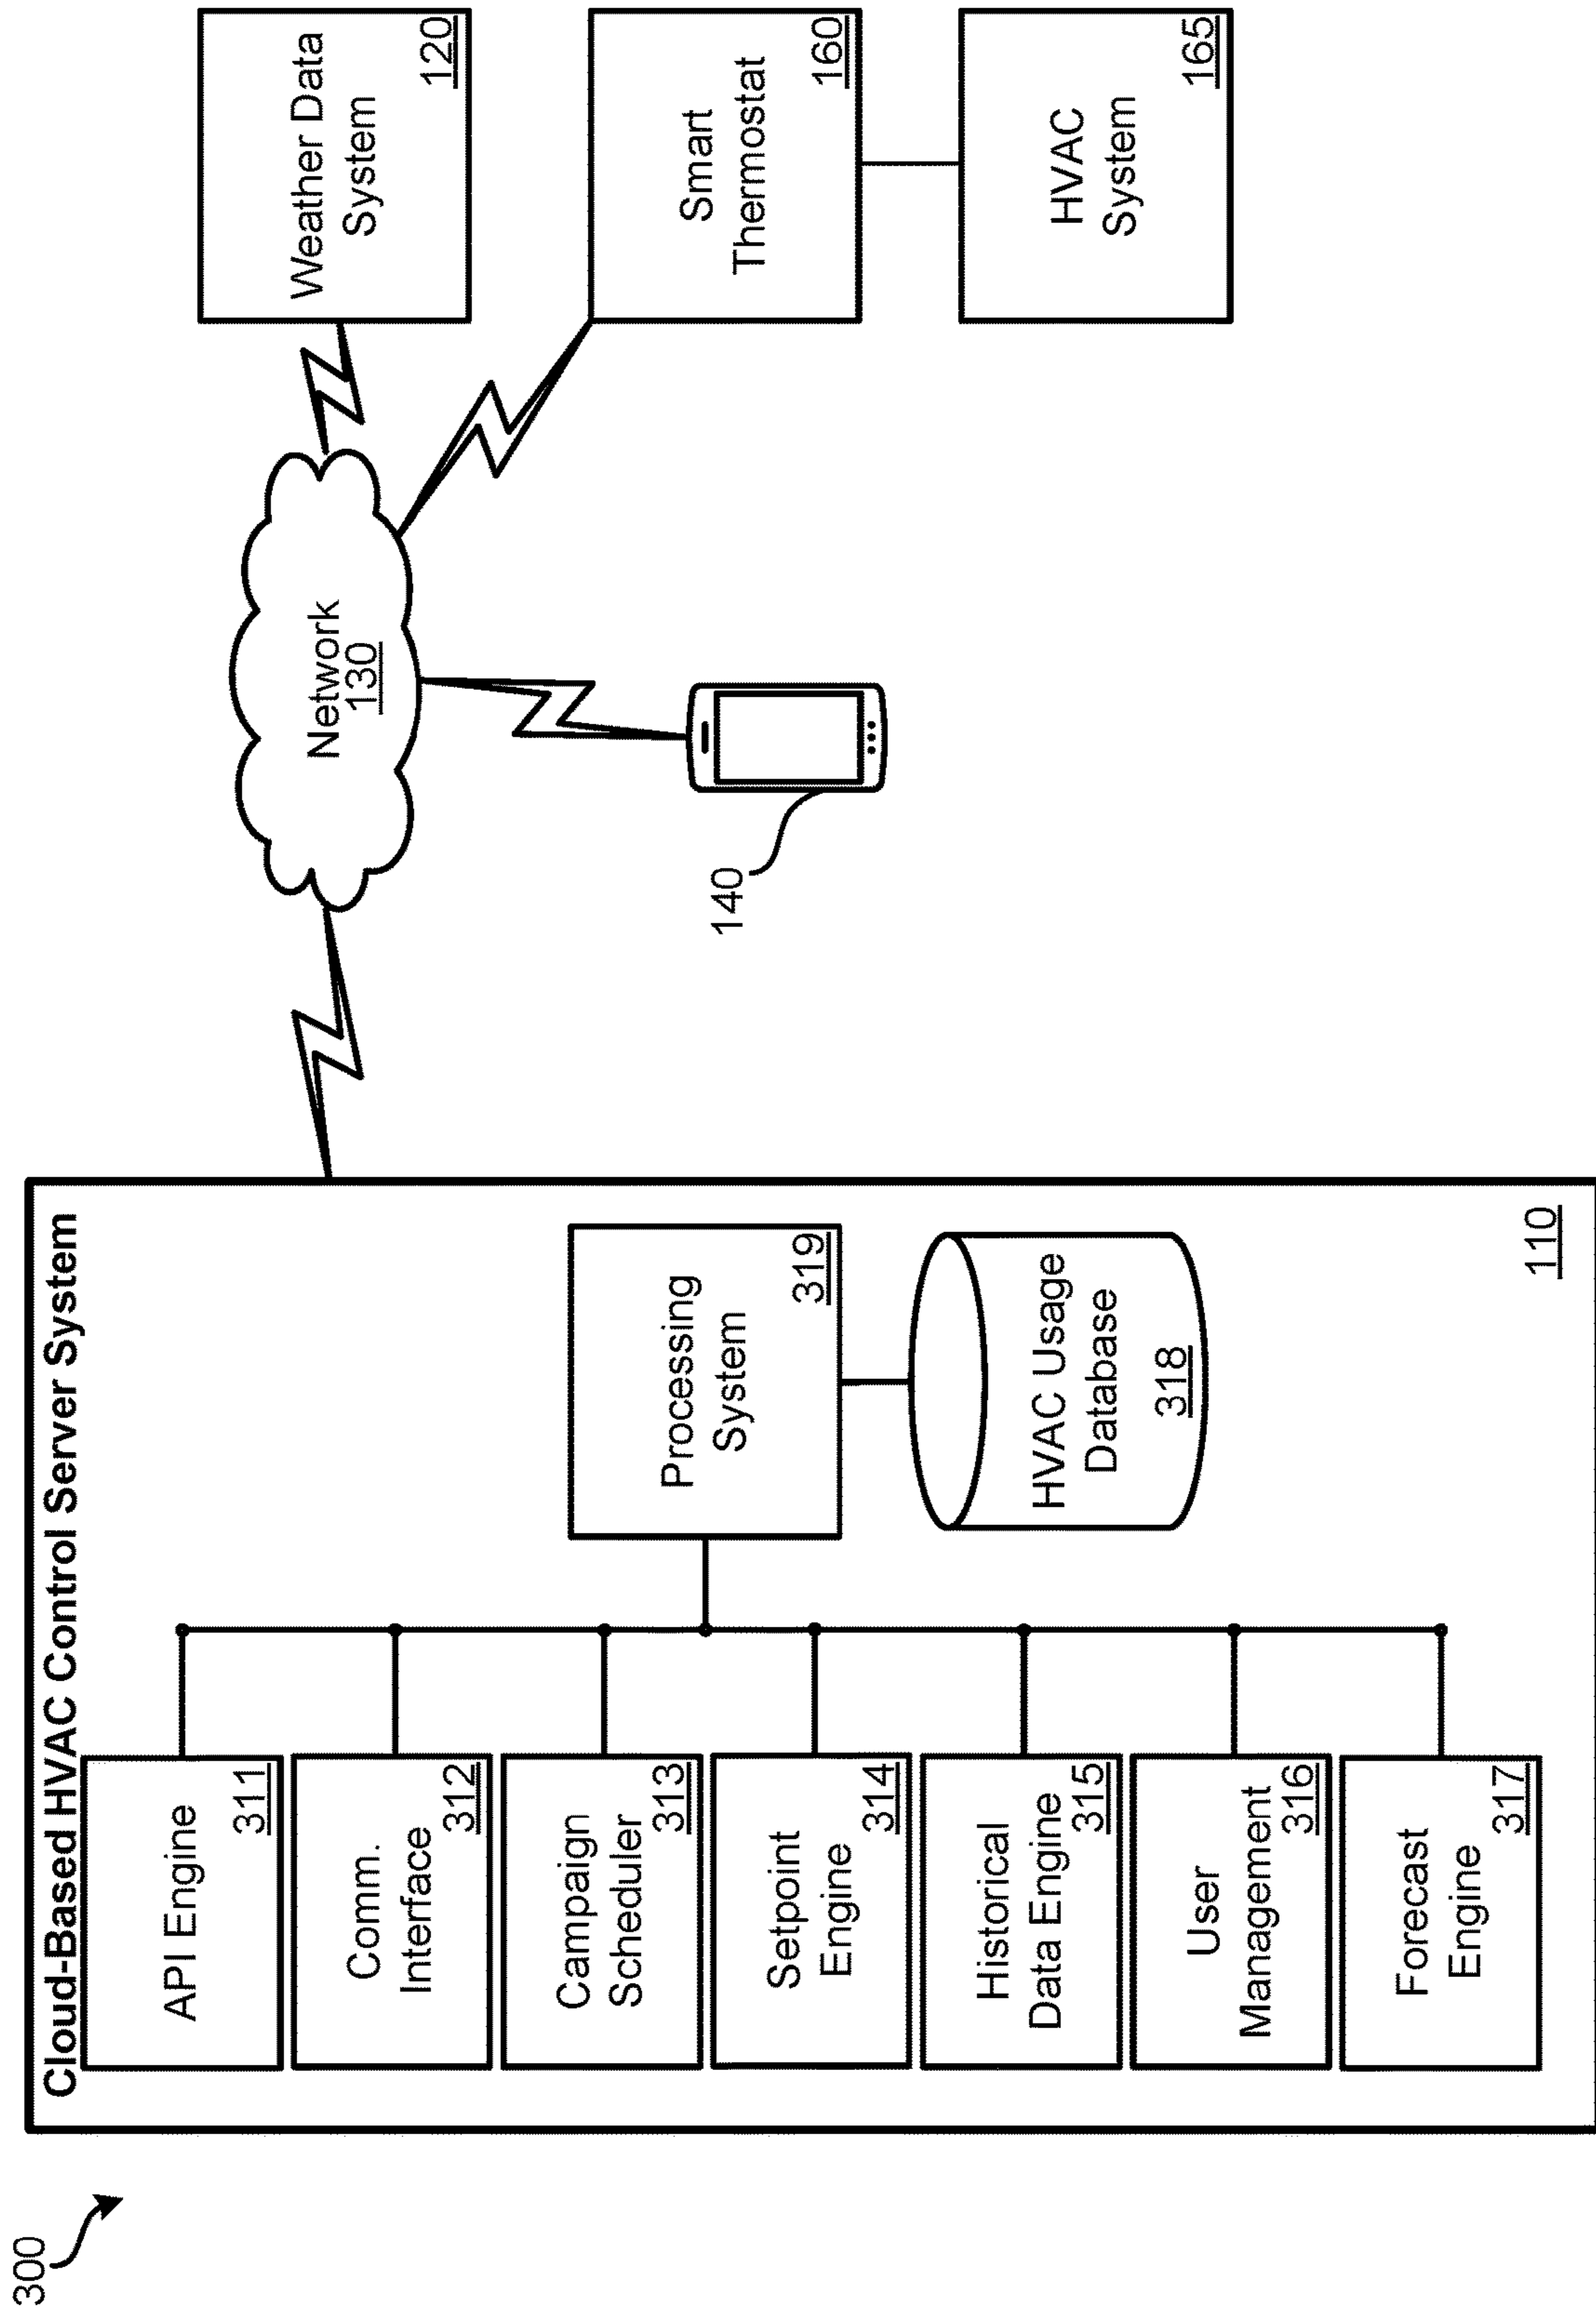 300
Cloud-Based HVAC Control Server System
API Engine
311
Comm.
Interface
312
Campaign
Scheduler
313
Setpoint
Engine
314
Historical
Data Engine
315
User
Management
316
Forecast
Engine
317
Processing
System
319
HVAC Usage
Database
318
110
Network
130
140
Weather Data
System
120
Smart
Thermostat
160
HVAC
System
165